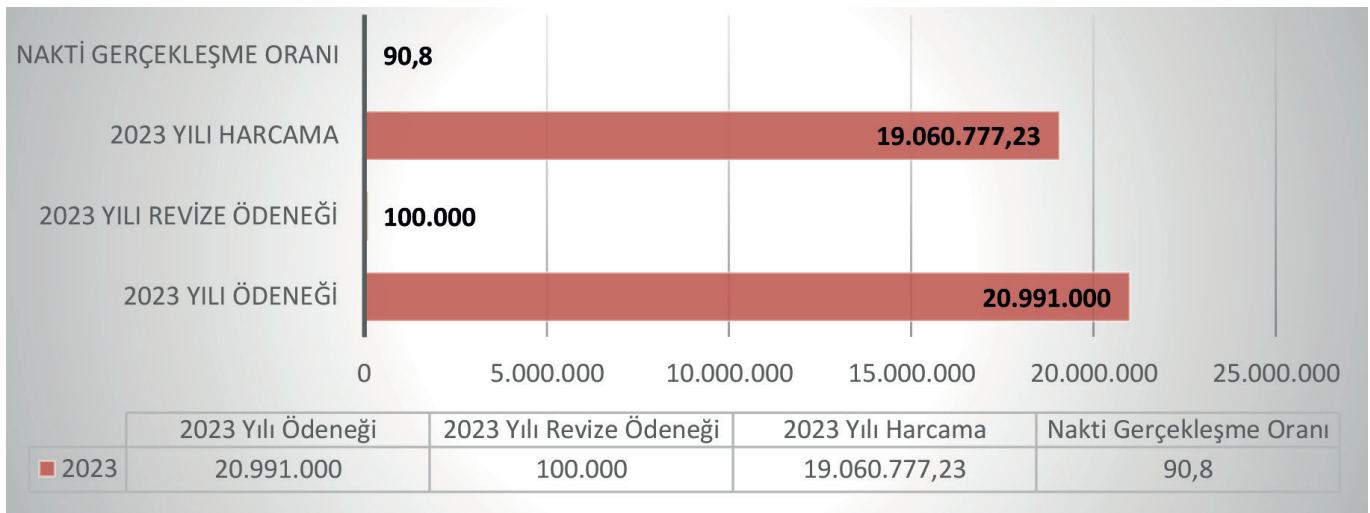 NAKTİ GERÇEKLEŞME ORANI 90,8
2023 YILI HARCAMA 19.060.777,23
2023 YILI REVİZE ÖDENEĞİ 100.000
2023 YILI ÖDENEĞİ 20.991.000
0 5.000.000 10.000.000 15.000.000 20.000.000 25.000.000
2023 Yılı Ödeneği 2023 Yılı Revize Ödeneği 2023 Yılı Harcama Nakti Gerçekleşme Oranı
2023 20.991.000 100.000 19.060.777,23 90,8